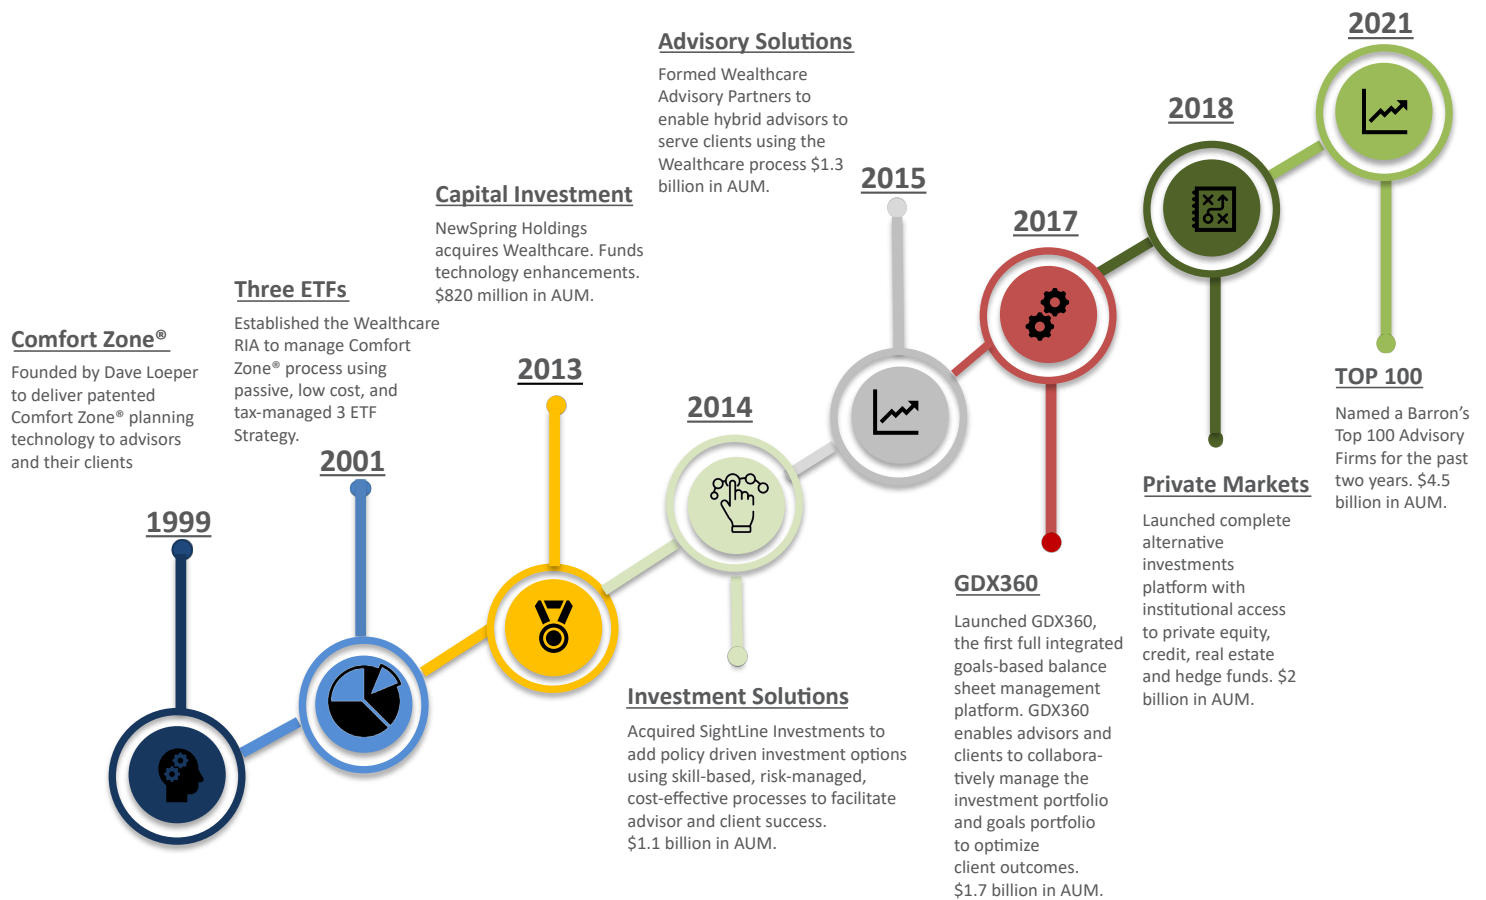 Comfort Zone®
Founded by Dave Loeper
to deliver patented
Comfort Zone® planning
technology to advisors
and their clients
1999
Three ETFs
Established the Wealthcare
RIA to manage Comfort
Zone® process using
passive, low cost, and
tax-managed 3 ETF
Strategy.
2001
Capital Investment
NewSpring Holdings
acquires Wealthcare. Funds
technology enhancements.
$820 million in AUM.
2013
2014
Investment Solutions
Acquired SightLine Investments to
add policy driven investment options
using skill-based, risk-managed,
cost-effective processes to facilitate
advisor and client success.
$1.1 billion in AUM.
Advisory Solutions
Formed Wealthcare
Advisory Partners to
enable hybrid advisors to
serve clients using the
Wealthcare process $1.3
billion in AUM.
2015
2017
GDX360
Launched GDX360,
the first full integrated
goals-based balance
sheet management
platform. GDX360
enables advisors and
clients to collabora-
tively manage the
investment portfolio
and goals portfolio
to optimize
client outcomes.
$1.7 billion in AUM.
2018
Private Markets
Launched complete
alternative
investments
platform with
institutional access
to private equity,
credit, real estate
and hedge funds. $2
billion in AUM.
2021
TOP 100
Named a Barron's
Top 100 Advisory
Firms for the past
two years. $4.5
billion in AUM.